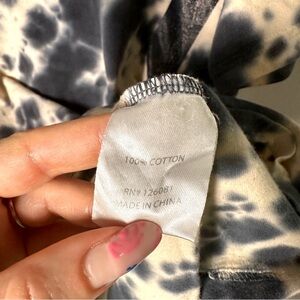 100% COTTON
RN# 126081
MADE IN CHINA